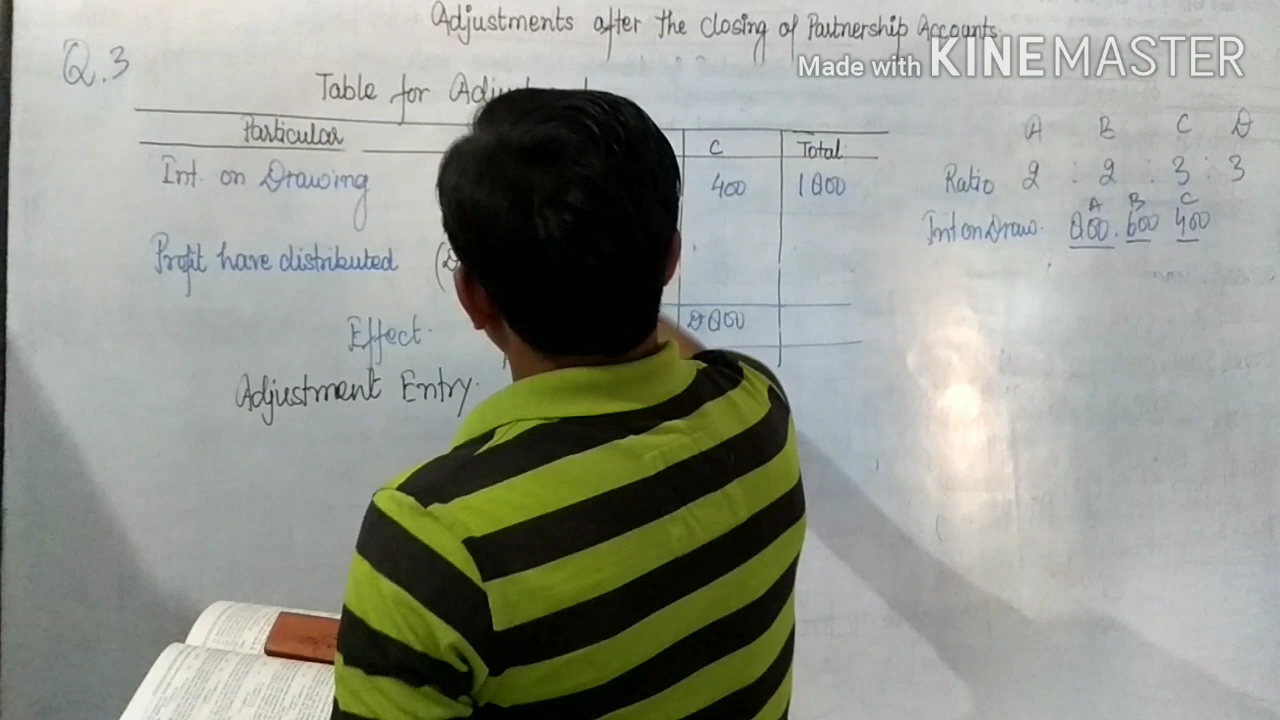 Adjustments after the closing of Partnership Accounts
Made with KINEMASTER
Q.3
Table for
Particular C Total
Int. on Drawing 400 1800
Profit have distributed
Effect.
Adjustment Entry.
A B C D
Ratio 2 : 2 : 3 : 3
A B C
Int on Draw. 800. 600 400